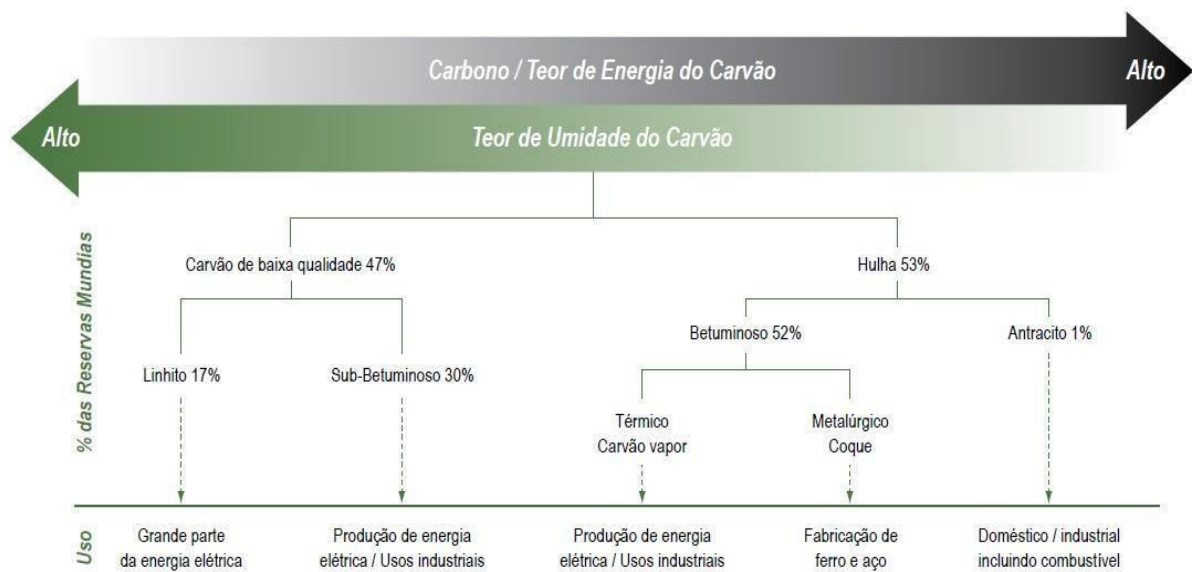 Carbono / Teor de Energia do Carvão
Alto
Alto
Teor de Umidade do Carvão
% das Reservas Mundias
Carvão de baixa qualidade 47%
Hulha 53%
Betuminoso 52%
Antracito 1%
Linhito 17%
Sub-Betuminoso 30%
Térmico
Carvão vapor
Metalúrgico
Coque
Uso
Grande parte
da energia elétrica
Produção de energia
elétrica / Usos industriais
Produção de energia
elétrica / Usos industriais
Fabricação de
ferro e aço
Doméstico / industrial
incluindo combustível